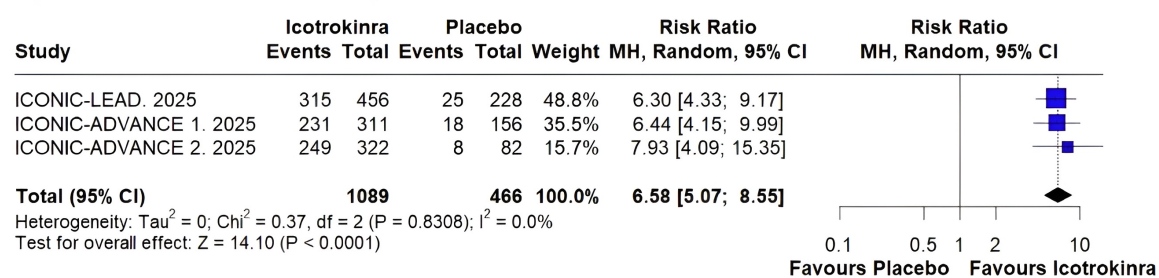 Icotrokinra Placebo Risk Ratio Risk Ratio
Study Events Total Events Total Weight MH, Random, 95% CI MH, Random, 95% CI
ICONIC-LEAD. 2025 315 456 25 228 48.8% 6.30 [4.33; 9.17]
ICONIC-ADVANCE 1. 2025 231 311 18 156 35.5% 6.44 [4.15; 9.99]
ICONIC-ADVANCE 2. 2025 249 322 8 82 15.7% 7.93 [4.09; 15.35]
Total (95% CI) 1089 466 100.0% 6.58 [5.07; 8.55]
Heterogeneity: Tau² = 0; Chi² = 0.37, df = 2 (P = 0.8308); I² = 0.0%
Test for overall effect: Z = 14.10 (P < 0.0001)
0.1 0.5 1 2 10
Favours Placebo Favours Icotrokinra